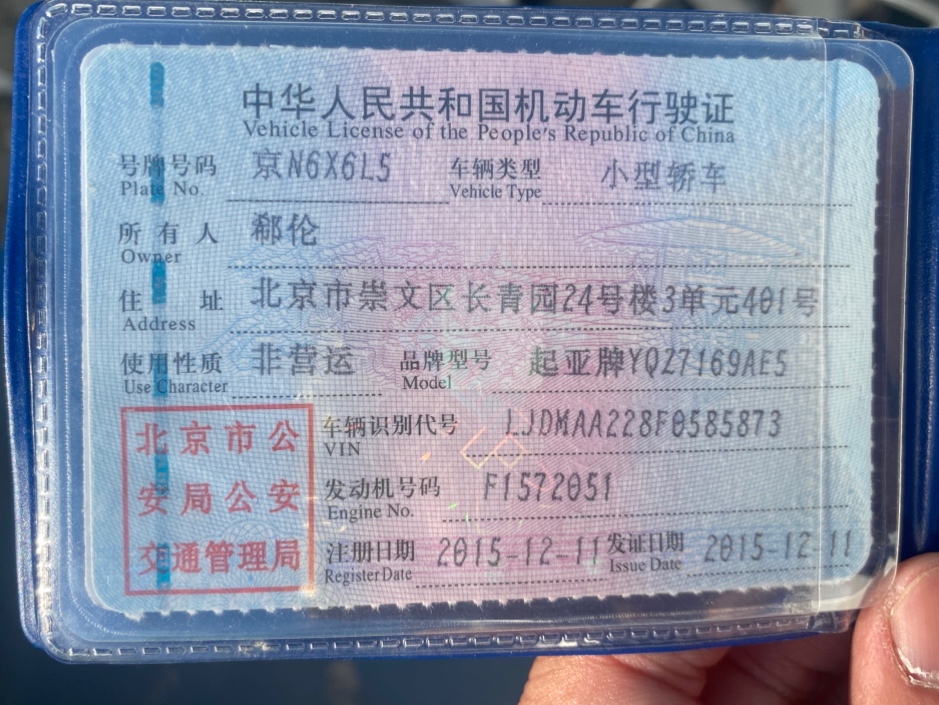 中华人民共和国机动车行驶证
Vehicle License of the People's Republic of China
号牌号码 京N6X6L5 车辆类型 小型轿车
Plate No. Vehicle Type
所有人 郗伦
Owner
住址 北京市崇文区长青园24号楼3单元401号
Address
使用性质 非营运 品牌型号 起亚牌YQZ7169AE5
Use Character Model
北京市公
安局公安
交通管理局
车辆识别代号 LJDMAA228F0585873
VIN
发动机号码 F1572051
Engine No.
注册日期 2015-12-11 发证日期 2015-12-11
Register Date Issue Date